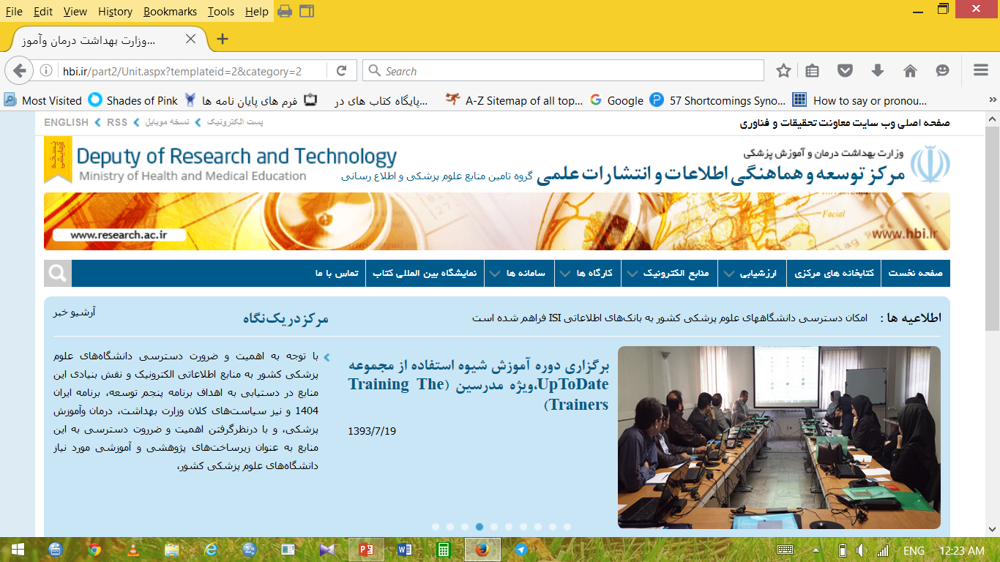 File Edit View History Bookmarks Tools Help
وزارت بهداشت درمان وآموز...
hbi.ir/part2/Unit.aspx?templateid=2&category=2
Search
Most Visited Shades of Pink فرم های پایان نامه ها پایگاه کتاب های در... A-Z Sitemap of all top... Google 57 Shortcomings Syno... How to say or pronou...
ENGLISH RSS نسخه موبایل پست الکترونیک
صفحه اصلی وب سایت معاونت تحقیقات و فناوری
نسخه آزمایشی
Deputy of Research and Technology
Ministry of Health and Medical Education
وزارت بهداشت درمان و آموزش پزشکی
مرکز توسعه و هماهنگی اطلاعات و انتشارات علمی گروه تامین منابع علوم پزشکی و اطلاع رسانی
Facial
www.research.ac.ir
www.hbi.ir
صفحه نخست کتابخانه های مرکزی ارزشیابی منابع الکترونیک کارگاه ها سامانه ها نمایشگاه بین المللی کتاب تماس با ما
اطلاعیه ها : امکان دسترسی دانشگاههای علوم پزشکی کشور به بانک‌های اطلاعاتی ISI فراهم شده است
مرکزدریک‌نگاه
آرشیو خبر
برگزاری دوره آموزش شیوه استفاده از مجموعه
UpToDate،ویژه مدرسین (Training The
Trainers)
1393/7/19
با توجه به اهمیت و ضرورت دسترسی دانشگاه‌های علوم
پزشکی کشور به منابع اطلاعاتی الکترونیک و نقش بنیادی این
منابع در دستیابی به اهداف برنامه پنجم توسعه، برنامه ایران
1404 و نیز سیاست‌های کلان وزارت بهداشت، درمان وآموزش
پزشکی، و با درنظرگرفتن اهمیت و ضرروت دسترسی به این
منابع به عنوان زیرساخت‌های پژوهشی و آموزشی مورد نیاز
دانشگاه‌های علوم پزشکی کشور،
ENG 12:23 AM